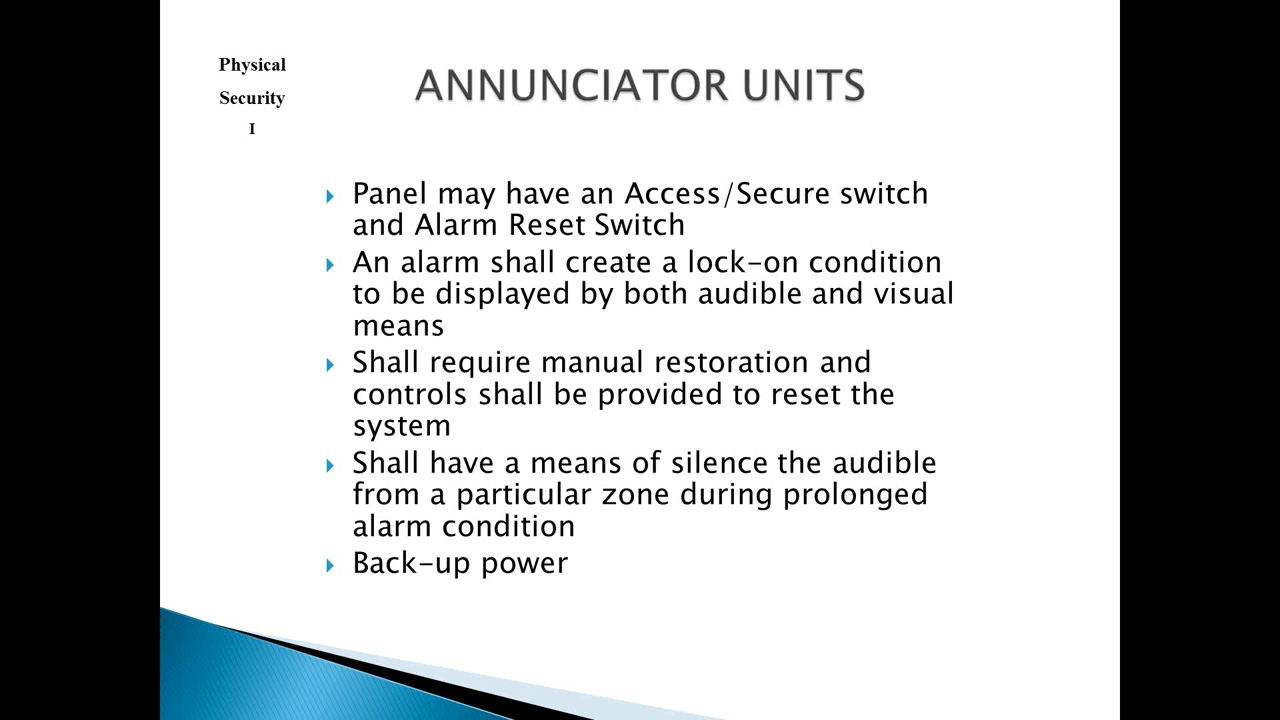 Physical
Security
I
ANNUNCIATOR UNITS
Panel may have an Access/Secure switch
and Alarm Reset Switch
An alarm shall create a lock-on condition
to be displayed by both audible and visual
means
Shall require manual restoration and
controls shall be provided to reset the
system
Shall have a means of silence the audible
from a particular zone during prolonged
alarm condition
Back-up power